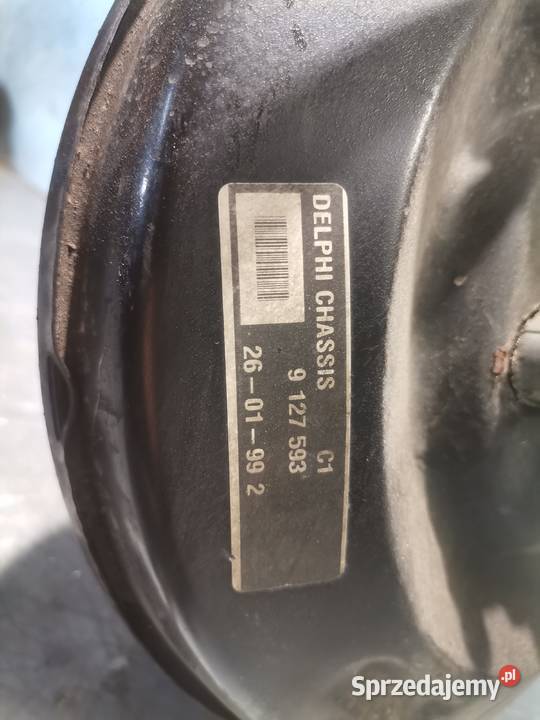 DELPHI CHASSIS C1
9 127 593
26-01-99 2
Sprzedajemy.pl